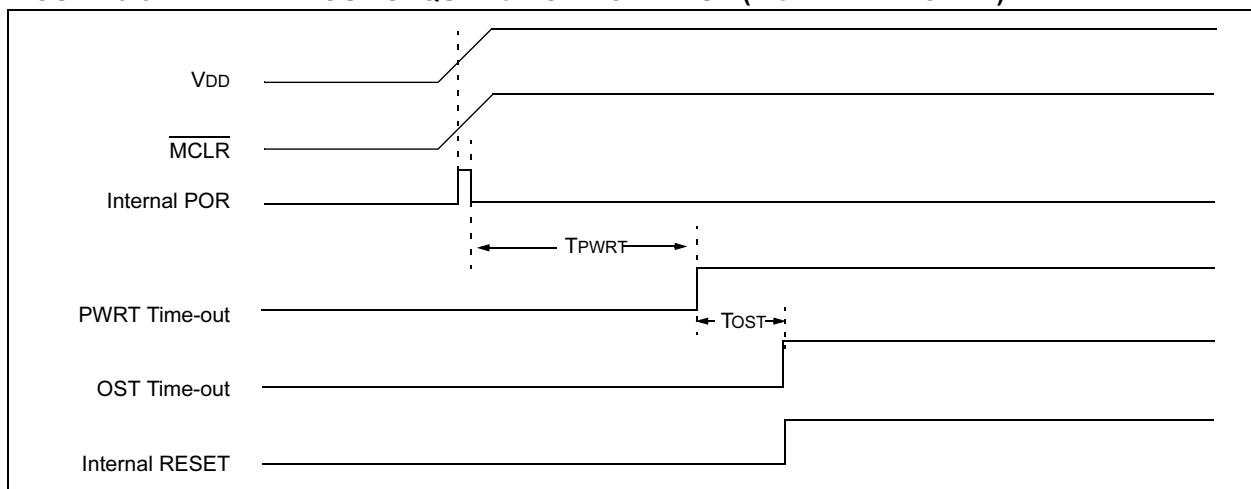 VDD
MCLR
Internal POR
TPWRT
PWRT Time-out
TOST
OST Time-out
Internal RESET